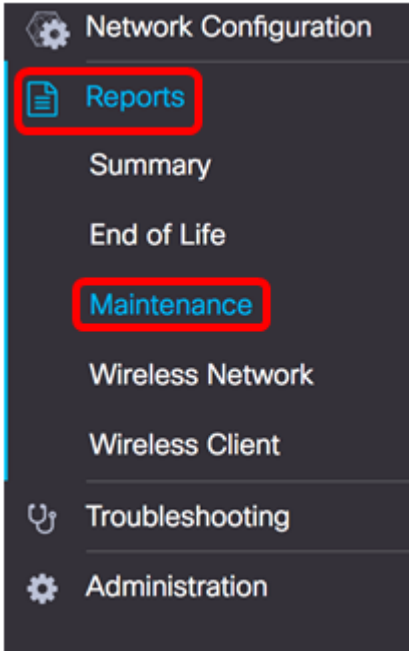 Network Configuration
Reports
Summary
End of Life
Maintenance
Wireless Network
Wireless Client
Troubleshooting
Administration